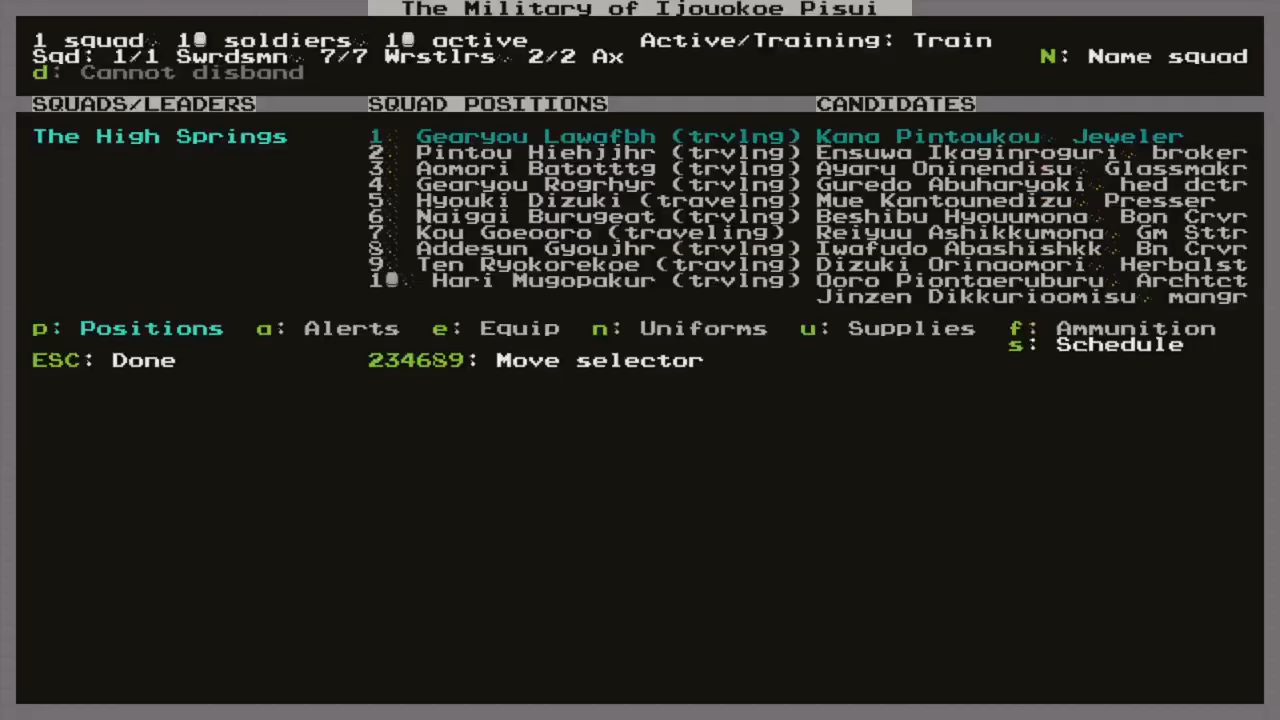 The Military of Ijouokoe Pisui
1 squad. 10 soldiers. 10 active Active/Training: Train
Sqd: 1/1 Swrdsmn. 7/7 Wrstlrs. 2/2 Ax N: Name squad
d: Cannot disband
SQUADS/LEADERS SQUAD POSITIONS CANDIDATES
The High Springs 1. Gearyou Lawafbh (trvlng) Kana Pintoukou. Jeweler
2. Pintou Hiehjjhr (trvlng) Ensuwa Ikaginroguri. broker
3. Aomori Batotttg (trvlng) Ayaru Oninendisu. Glassmakr
4. Gearyou Rogrhyr (trvlng) Guredo Abuharyoki. hed dctr
5. Hyouki Dizuki (travelng) Mue Kantounedizu. Presser
6. Naigai Burugeat (trvlng) Beshibu Hyouumona. Bon Crvr
7. Kou Goeooro (traveling) Reiyuu Ashikkumona. Gm Sttr
8. Addesun Gyoujhr (trvlng) Iwafudo Abashishkk. Bn Crvr
9. Ten Ryokorekoe (travlng) Dizuki Orinaomori. Herbalst
10. Hari Mugopakur (trvlng) Ooro Piontaeruburu. Archtct
Jinzen Dikkurioomisu. mangr
p: Positions a: Alerts e: Equip n: Uniforms u: Supplies f: Ammunition
s: Schedule
ESC: Done 234689: Move selector